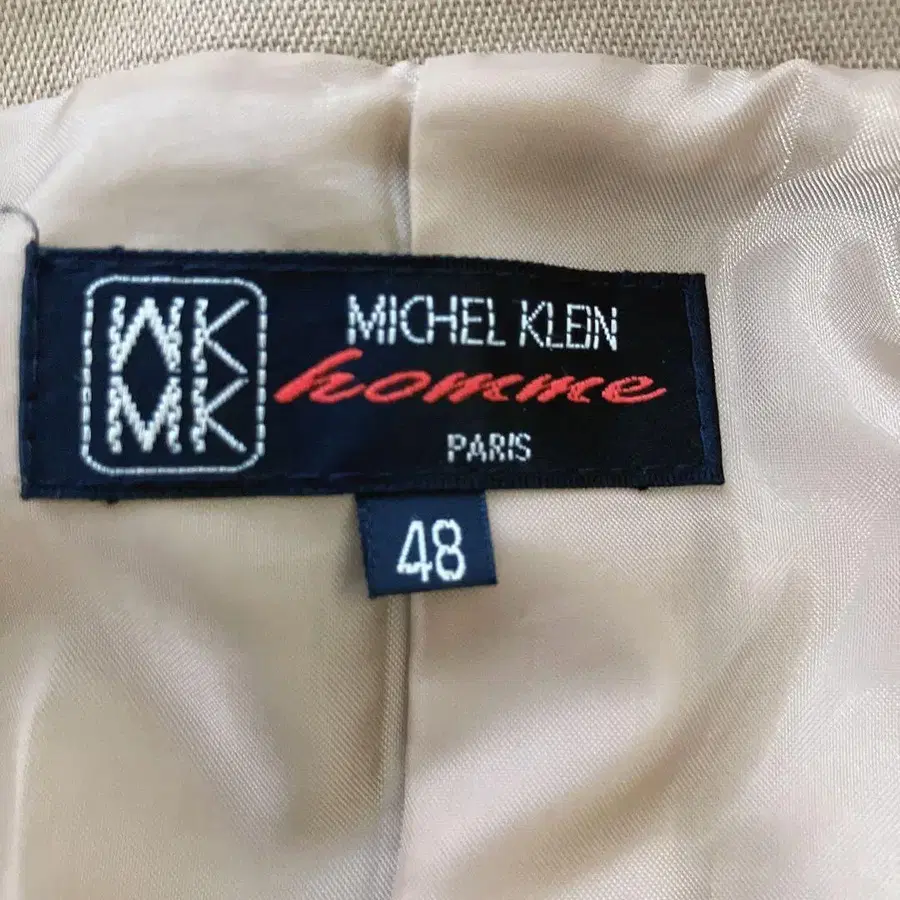 MK
MK
MICHEL KLEIN
homme
PARIS
48